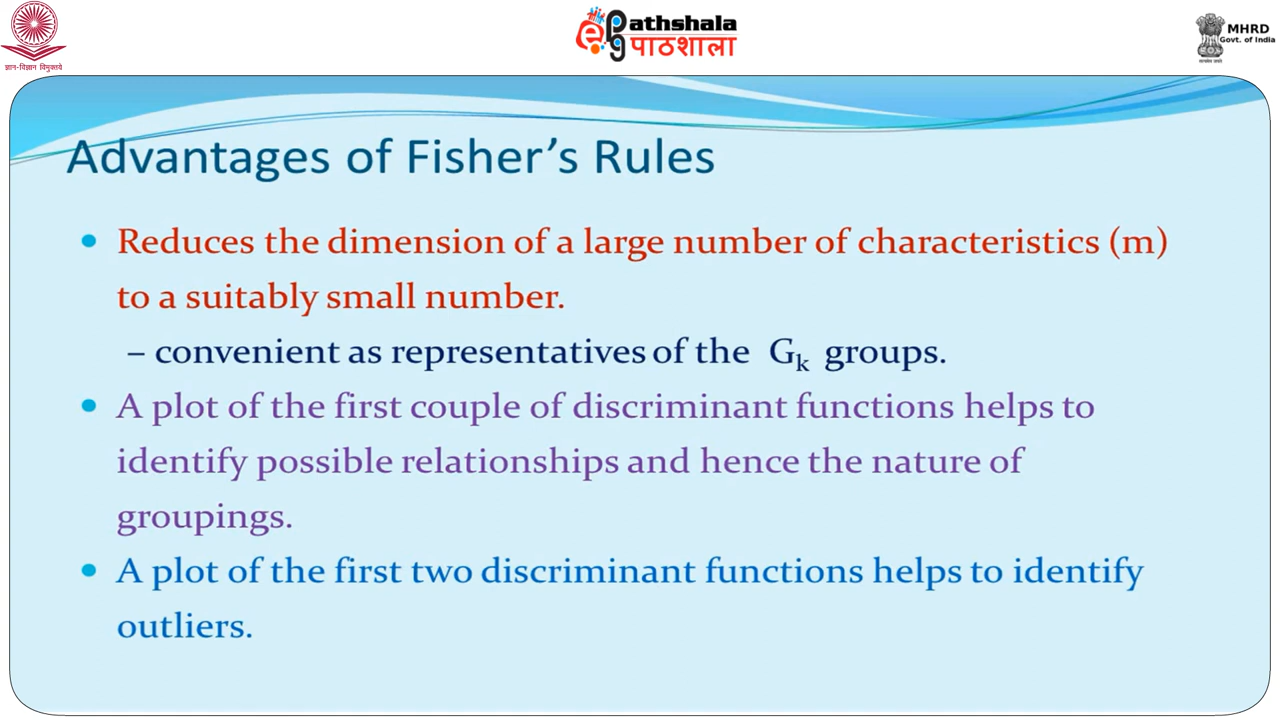 ज्ञान-विज्ञान विमुक्तये
Pathshala
पाठशाला
MHRD
Govt. of India
Advantages of Fisher’s Rules
• Reduces the dimension of a large number of characteristics (m)
to a suitably small number.
– convenient as representatives of the Gk groups.
• A plot of the first couple of discriminant functions helps to
identify possible relationships and hence the nature of
groupings.
• A plot of the first two discriminant functions helps to identify
outliers.